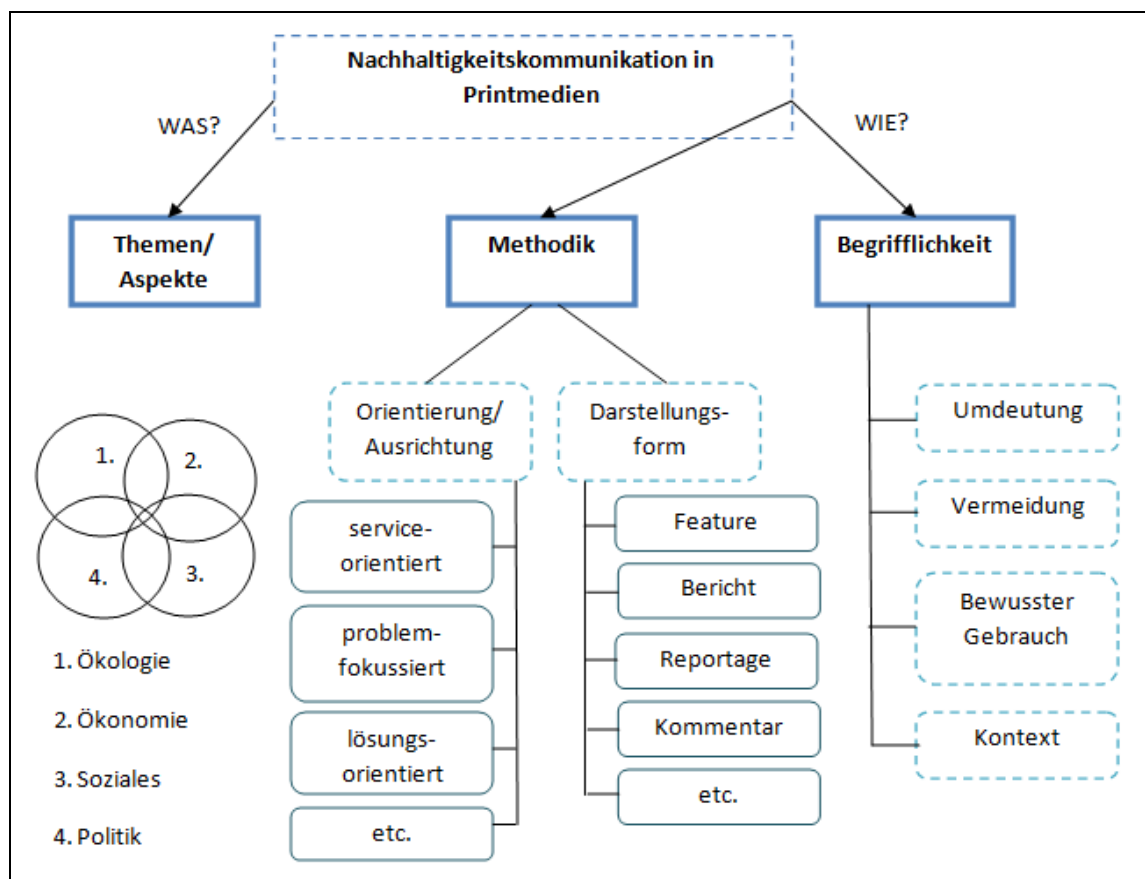 Nachhaltigkeitskommunikation in
Printmedien
WAS?
WIE?
Themen/
Aspekte
Methodik
Begrifflichkeit
1.
2.
3.
4.
1. Ökologie
2. Ökonomie
3. Soziales
4. Politik
Orientierung/
Ausrichtung
service-
orientiert
problem-
fokussiert
lösungs-
orientiert
etc.
Darstellungs-
form
Feature
Bericht
Reportage
Kommentar
etc.
Umdeutung
Vermeidung
Bewusster
Gebrauch
Kontext